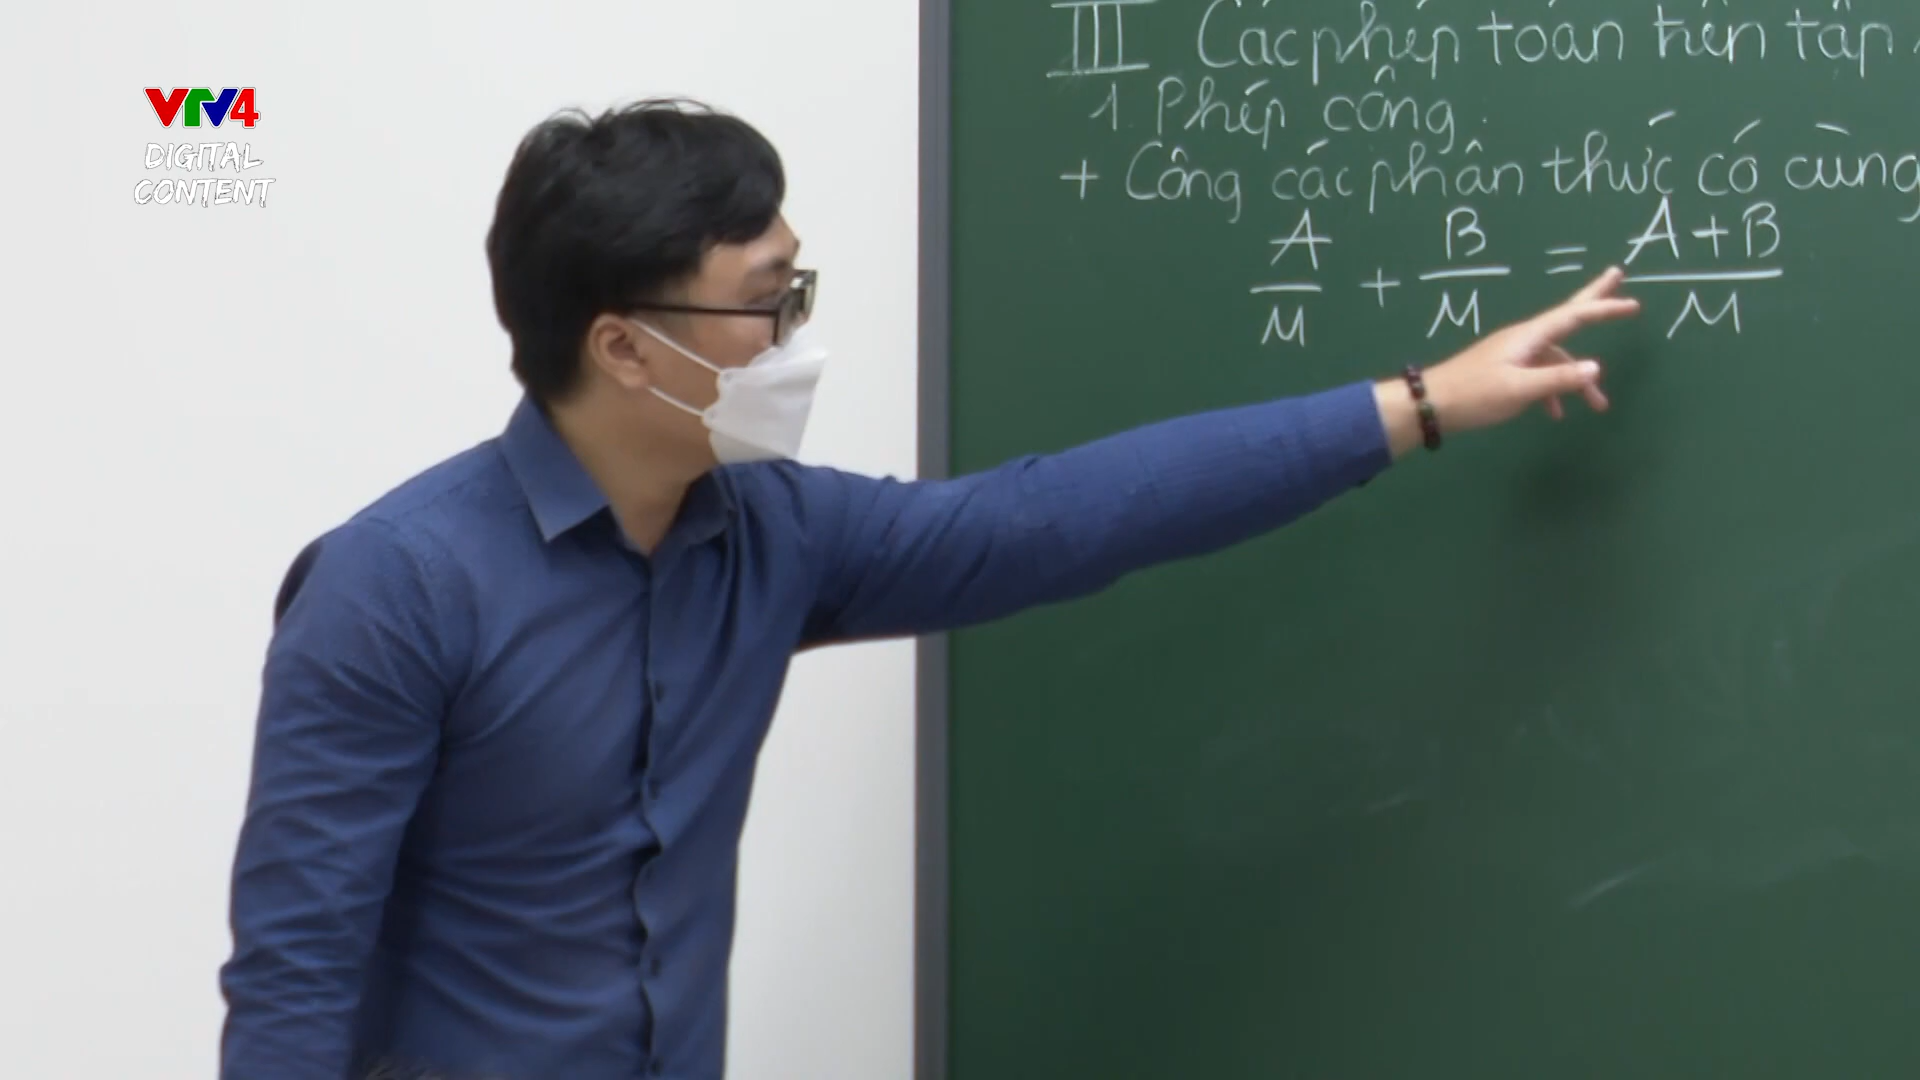 VTV4
DIGITAL
CONTENT
III Các phép toán trên tập
1. Phép cộng.
+ Cộng các phân thức có cùng
A/M + B/M = A+B/M